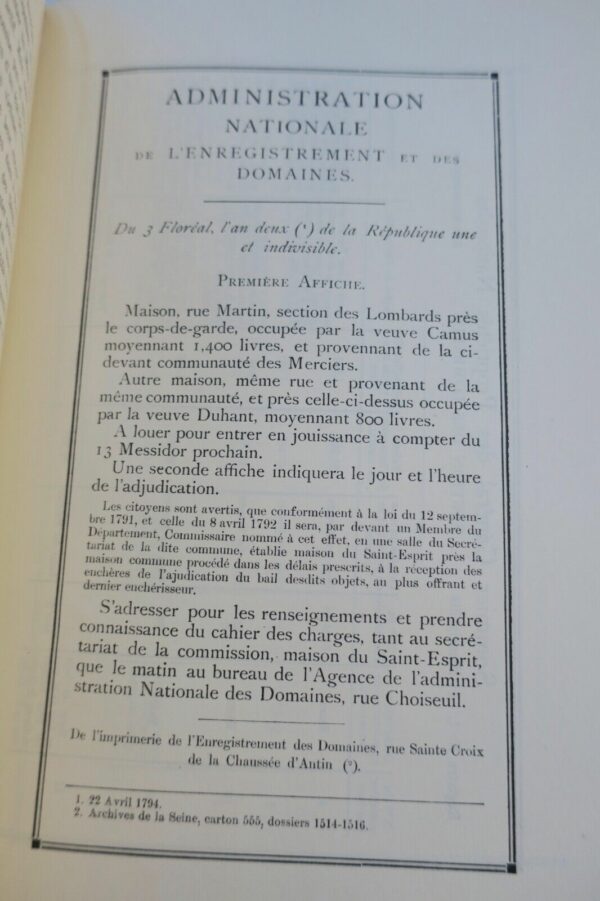 ADMINISTRATION
NATIONALE
DE L'ENREGISTREMENT ET DES
DOMAINES.
Du 3 Floréal, l'an deux (¹) de la République une
et indivisible.
PREMIÈRE AFFICHE.
Maison, rue Martin, section des Lombards près
le corps-de-garde, occupée par la veuve Camus
moyennant 1,400 livres, et provennant de la ci-
devant communauté des Merciers.
Autre maison, même rue et provenant de la
même communauté, et près celle-ci-dessus occupée
par la veuve Duhant, moyennant 800 livres.
A louer pour entrer en jouissance à compter du
13 Messidor prochain.
Une seconde affiche indiquera le jour et l'heure
de l'adjudication.
Les citoyens sont avertis, que conformément à la loi du 12 septem-
bre 1791, et celle du 8 avril 1792 il sera, par devant un Membre du
Département, Commissaire nommé à cet effet, en une salle du Secré-
tariat de la dite commune, établie maison du Saint-Esprit près la
maison commune procédé dans les délais prescrits, à la réception des
enchères de l'ajudication du bail desdits objets, au plus offrant et
dernier enchérisseur.
S'adresser pour les renseignements et prendre
connaissance du cahier des charges, tant au secré-
tariat de la commission, maison du Saint-Esprit,
que le matin au bureau de l'Agence de l'admini-
stration Nationale des Domaines, rue Choiseuil.
De l'imprimerie de l'Enregistrement des Domaines, rue Sainte Croix
de la Chaussée d'Antin (²).
1. 22 Avril 1794.
2. Archives de la Seine, carton 555, dossiers 1514-1516.